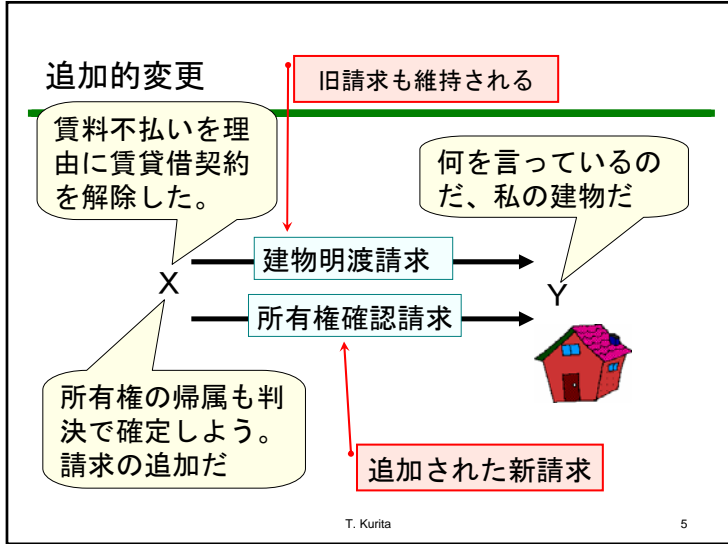 追加的変更
旧請求も維持される
賃料不払いを理
由に賃貸借契約
を解除した。
何を言っているの
だ、私の建物だ
建物明渡請求
X
Y
所有権確認請求
所有権の帰属も判
決で確定しよう。
請求の追加だ
追加された新請求
T. Kurita
5